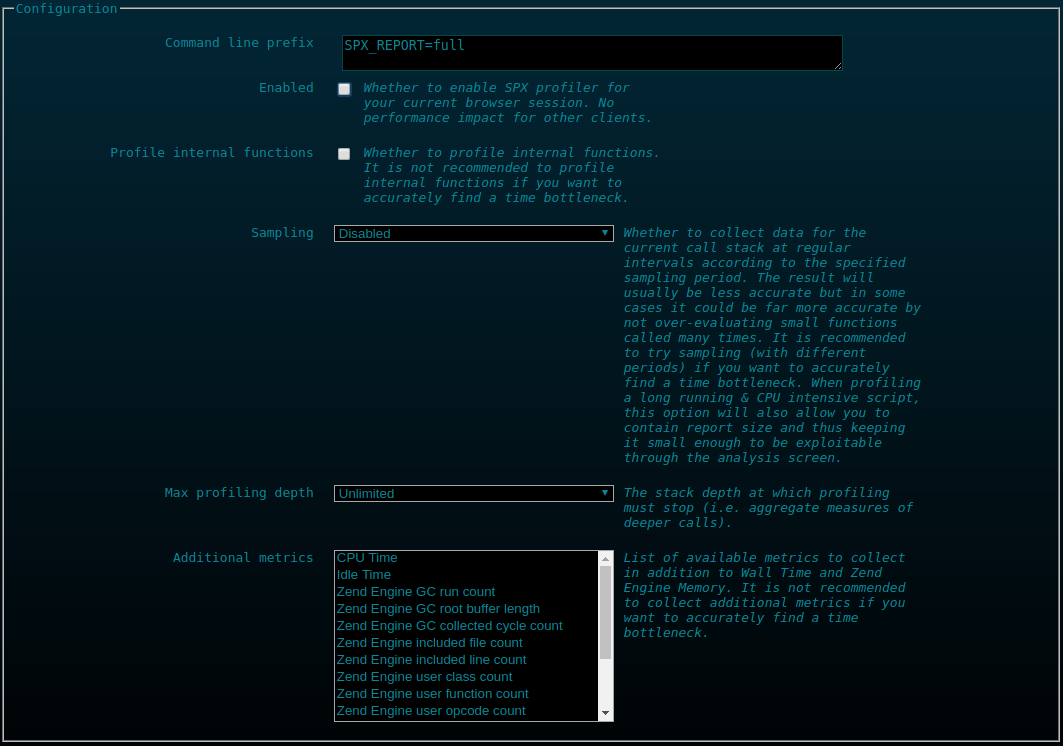 Configuration
Command line prefix
SPX_REPORT=full
Enabled
Whether to enable SPX profiler for
your current browser session. No
performance impact for other clients.
Profile internal functions
Whether to profile internal functions.
It is not recommended to profile
internal functions if you want to
accurately find a time bottleneck.
Sampling
Disabled
Whether to collect data for the
current call stack at regular
intervals according to the specified
sampling period. The result will
usually be less accurate but in some
cases it could be far more accurate by
not over-evaluating small functions
called many times. It is recommended
to try sampling (with different
periods) if you want to accurately
find a time bottleneck. When profiling
a long running & CPU intensive script,
this option will also allow you to
contain report size and thus keeping
it small enough to be exploitable
through the analysis screen.
Max profiling depth
Unlimited
The stack depth at which profiling
must stop (i.e. aggregate measures of
deeper calls).
Additional metrics
CPU Time
Idle Time
Zend Engine GC run count
Zend Engine GC root buffer length
Zend Engine GC collected cycle count
Zend Engine included file count
Zend Engine included line count
Zend Engine user class count
Zend Engine user function count
Zend Engine user opcode count
List of available metrics to collect
in addition to Wall Time and Zend
Engine Memory. It is not recommended
to collect additional metrics if you
want to accurately find a time
bottleneck.